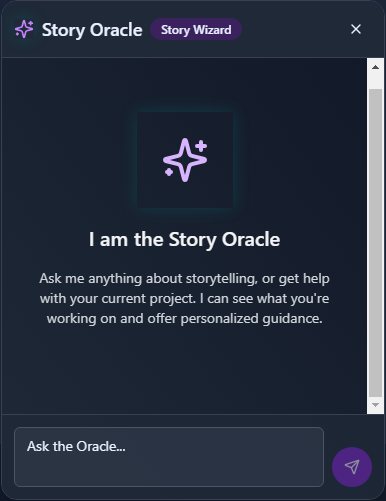 Story Oracle Story Wizard
I am the Story Oracle
Ask me anything about storytelling, or get help
with your current project. I can see what you're
working on and offer personalized guidance.
Ask the Oracle...